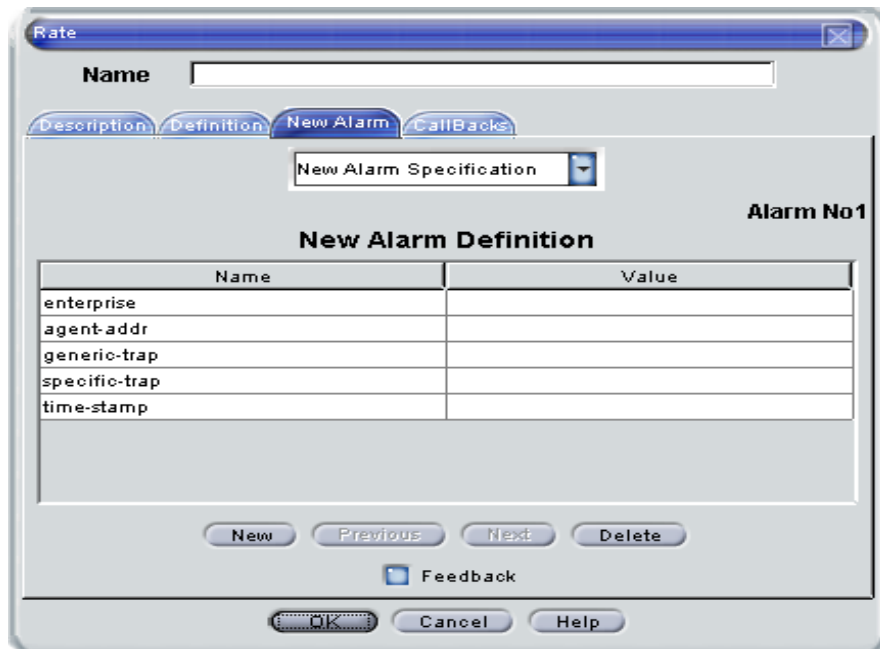 Rate
Name
Description Definition New Alarm CallBacks
New Alarm Specification
Alarm No1
New Alarm Definition
Name Value
enterprise
agent-addr
generic-trap
specific-trap
time-stamp
New Previous Next Delete
Feedback
OK Cancel Help